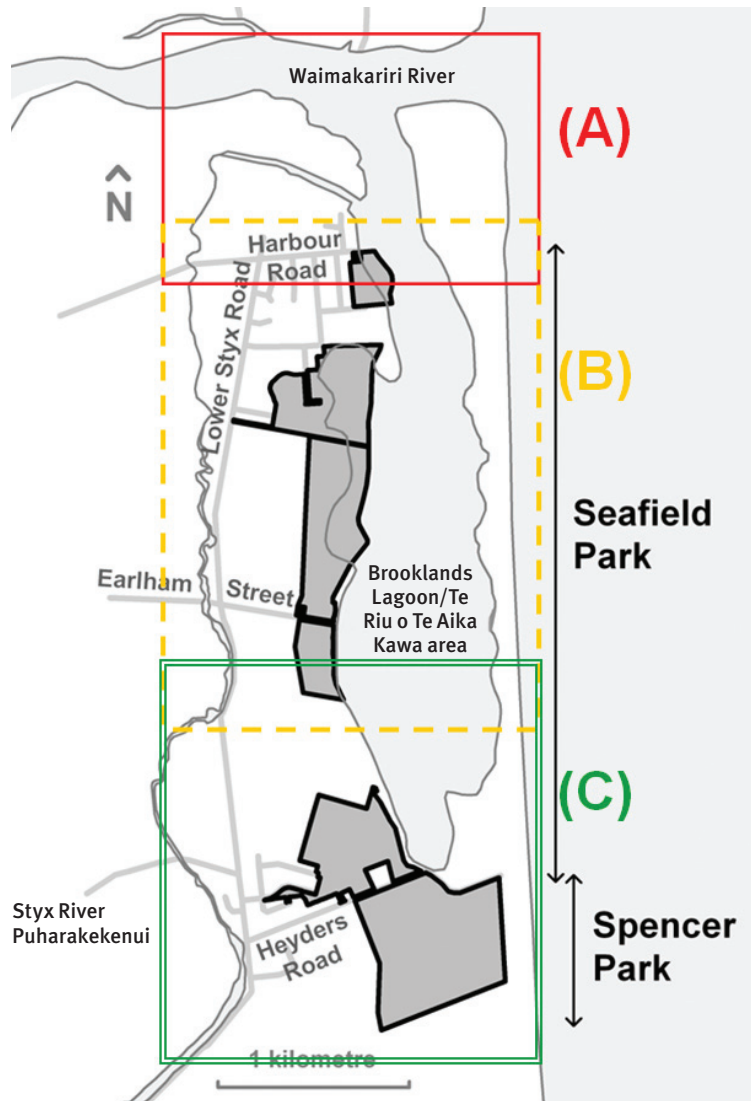 Waimakariri River
(A)
N
Harbour
Road
Lower Styx Road
(B)
Seafield
Park
Earlham Street
Brooklands
Lagoon/Te
Riu o Te Aika
Kawa area
(C)
Styx River
Puharakekenui
Heyders
Road
Spencer
Park
1 kilometre